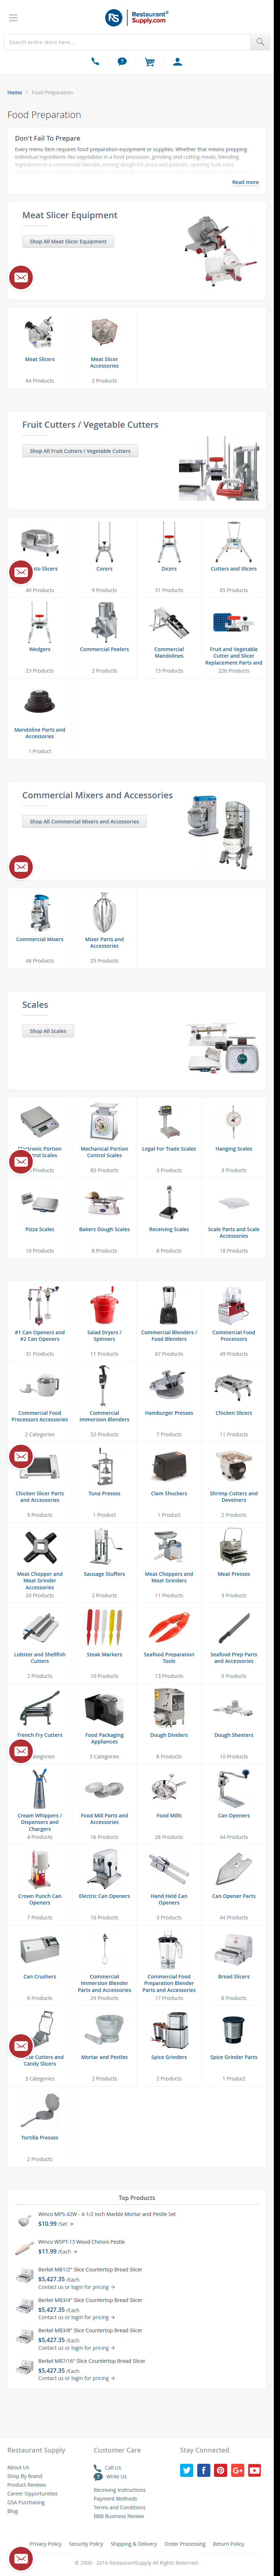 RS Restaurant
Supply.com
Search entire store here...
Home > Food Preparation
Food Preparation
Don't Fail To Prepare
Every menu item requires food preparation equipment or supplies. Whether that means prepping
individual ingredients like vegetables in a food processor, grinding and cutting meats, blending
ingredients in a commercial blender, mixing dough for pizza and pastries, opening bulk cans,
Read more
Meat Slicer Equipment
Shop All Meat Slicer Equipment
Meat Slicers
64 Products
Meat Slicer
Accessories
2 Products
Fruit Cutters / Vegetable Cutters
Shop All Fruit Cutters / Vegetable Cutters
to Slicers
40 Products
Corers
9 Products
Dicers
31 Products
Cutters and Slicers
65 Products
Wedgers
23 Products
Commercial Peelers
2 Products
Commercial
Mandolines
13 Products
Fruit and Vegetable
Cutter and Slicer
Replacement Parts and
226 Products
Mandoline Parts and
Accessories
1 Product
Commercial Mixers and Accessories
Shop All Commercial Mixers and Accessories
Commercial Mixers
48 Products
Mixer Parts and
Accessories
25 Products
Scales
Shop All Scales
Electronic Portion
rol Scales
Products
Mechanical Portion
Control Scales
85 Products
Legal For Trade Scales
3 Products
Hanging Scales
3 Products
Pizza Scales
10 Products
Bakers Dough Scales
8 Products
Receiving Scales
8 Products
Scale Parts and Scale
Accessories
18 Products
#1 Can Openers and
#2 Can Openers
31 Products
Salad Dryers /
Spinners
11 Products
Commercial Blenders /
Food Blenders
67 Products
Commercial Food
Processors
49 Products
Commercial Food
Processors Accessories
2 Categories
Commercial
Immersion Blenders
52 Products
Hamburger Presses
7 Products
Chicken Slicers
11 Products
Chicken Slicer Parts
and Accessories
9 Products
Tuna Presses
1 Product
Clam Shuckers
1 Product
Shrimp Cutters and
Deveiners
2 Products
Meat Chopper and
Meat Grinder
Accessories
20 Products
Sausage Stuffers
2 Products
Meat Choppers and
Meat Grinders
11 Products
Meat Presses
3 Products
Lobster and Shellfish
Cutters
2 Products
Steak Markers
10 Products
Seafood Preparation
Tools
13 Products
Seafood Prep Parts
and Accessories
5 Products
French Fry Cutters
ategories
Food Packaging
Appliances
3 Categories
Dough Dividers
8 Products
Dough Sheeters
10 Products
Cream Whippers /
Dispensers and
Chargers
4 Products
Food Mill Parts and
Accessories
16 Products
Food Mills
28 Products
Can Openers
44 Products
Crown Punch Can
Openers
7 Products
Electric Can Openers
10 Products
Hand Held Can
Openers
3 Products
Can Opener Parts
44 Products
Can Crushers
6 Products
Commercial
Immersion Blender
Parts and Accessories
29 Products
Commercial Food
Preparation Blender
Parts and Accessories
17 Products
Bread Slicers
8 Products
Cutters and
Candy Slicers
3 Categories
Mortar and Pestles
2 Products
Spice Grinders
2 Products
Spice Grinder Parts
1 Product
Tortilla Presses
2 Products
Top Products
Winco MPS-42W - 4-1/2 Inch Marble Mortar and Pestle Set
$10.99 /Set →
Winco WSPT-13 Wood Chinois Pestle
$11.99 /Each →
Berkel MB1/2" Slice Countertop Bread Slicer
$5,427.35 /Each
Contact us or login for pricing →
Berkel MB3/4" Slice Countertop Bread Slicer
$5,427.35 /Each
Contact us or login for pricing →
Berkel MB3/8" Slice Countertop Bread Slicer
$5,427.35 /Each
Contact us or login for pricing →
Berkel MB7/16" Slice Countertop Bread Slicer
$5,427.35 /Each
Contact us or login for pricing →
Restaurant Supply
About Us
Shop By Brand
Product Reviews
Career Opportunities
GSA Purchasing
Blog
Customer Care
Call Us
Write Us
Receiving Instructions
Payment Methods
Terms and Conditions
BBB Business Review
Stay Connected
Privacy Policy Security Policy Shipping & Delivery Order Processing Return Policy
© 2006 - 2016 RestaurantSupply All Rights Reserved.